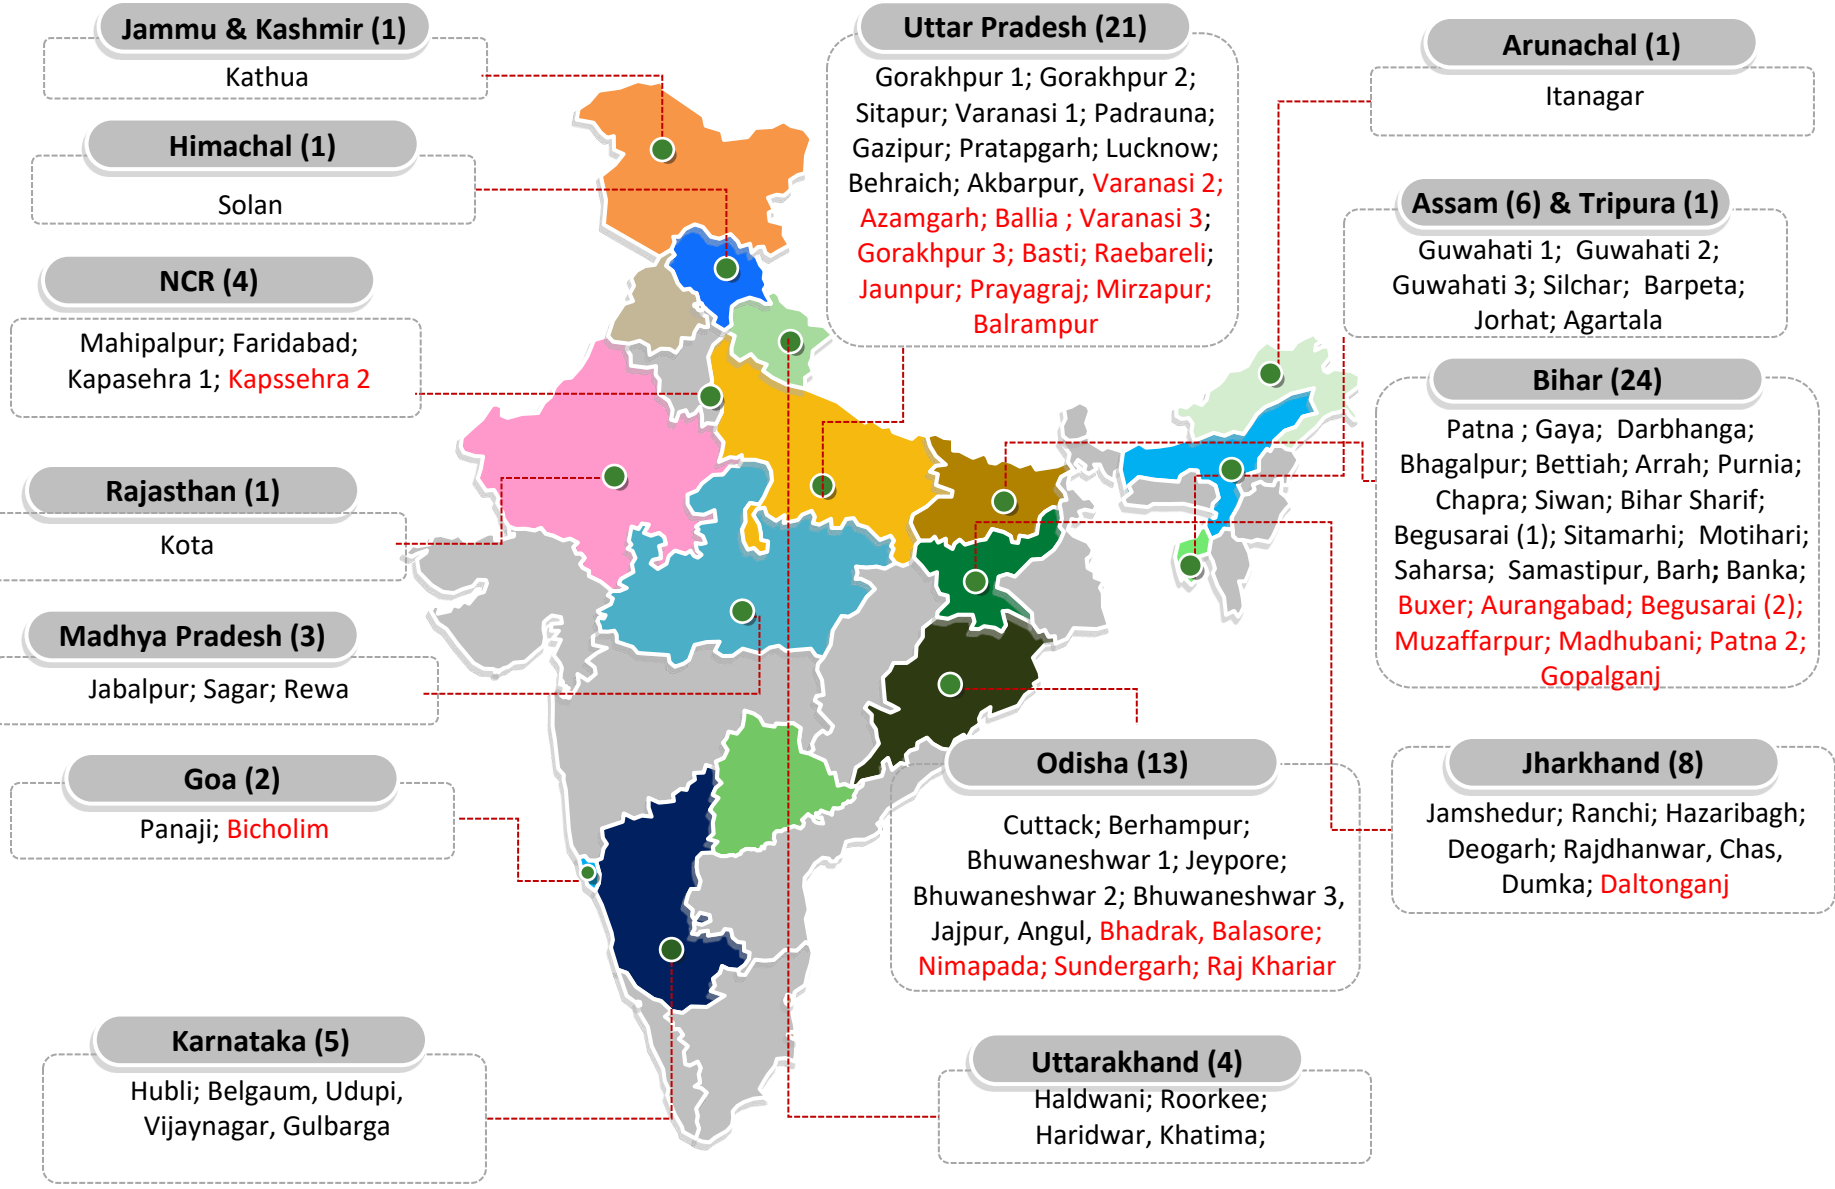 Jammu & Kashmir (1)
Kathua
Himachal (1)
Solan
NCR (4)
Mahipalpur; Faridabad;
Kapasehra 1; Kapssehra 2
Rajasthan (1)
Kota
Madhya Pradesh (3)
Jabalpur; Sagar; Rewa
Goa (2)
Panaji; Bicholim
Karnataka (5)
Hubli; Belgaum, Udupi,
Vijaynagar, Gulbarga
Uttar Pradesh (21)
Gorakhpur 1; Gorakhpur 2;
Sitapur; Varanasi 1; Padrauna;
Gazipur; Pratapgarh; Lucknow;
Behraich; Akbarpur, Varanasi 2;
Azamgarh; Ballia ; Varanasi 3;
Gorakhpur 3; Basti; Raebareli;
Jaunpur; Prayagraj; Mirzapur;
Balrampur
Arunachal (1)
Itanagar
Assam (6) & Tripura (1)
Guwahati 1; Guwahati 2;
Guwahati 3; Silchar; Barpeta;
Jorhat; Agartala
Bihar (24)
Patna ; Gaya; Darbhanga;
Bhagalpur; Bettiah; Arrah; Purnia;
Chapra; Siwan; Bihar Sharif;
Begusarai (1); Sitamarhi; Motihari;
Saharsa; Samastipur, Barh; Banka;
Buxer; Aurangabad; Begusarai (2);
Muzaffarpur; Madhubani; Patna 2;
Gopalganj
Odisha (13)
Cuttack; Berhampur;
Bhuwaneshwar 1; Jeypore;
Bhuwaneshwar 2; Bhuwaneshwar 3,
Jajpur, Angul, Bhadrak, Balasore;
Nimapada; Sundergarh; Raj Khariar
Jharkhand (8)
Jamshedur; Ranchi; Hazaribagh;
Deogarh; Rajdhanwar, Chas,
Dumka; Daltonganj
Uttarakhand (4)
Haldwani; Roorkee;
Haridwar, Khatima;